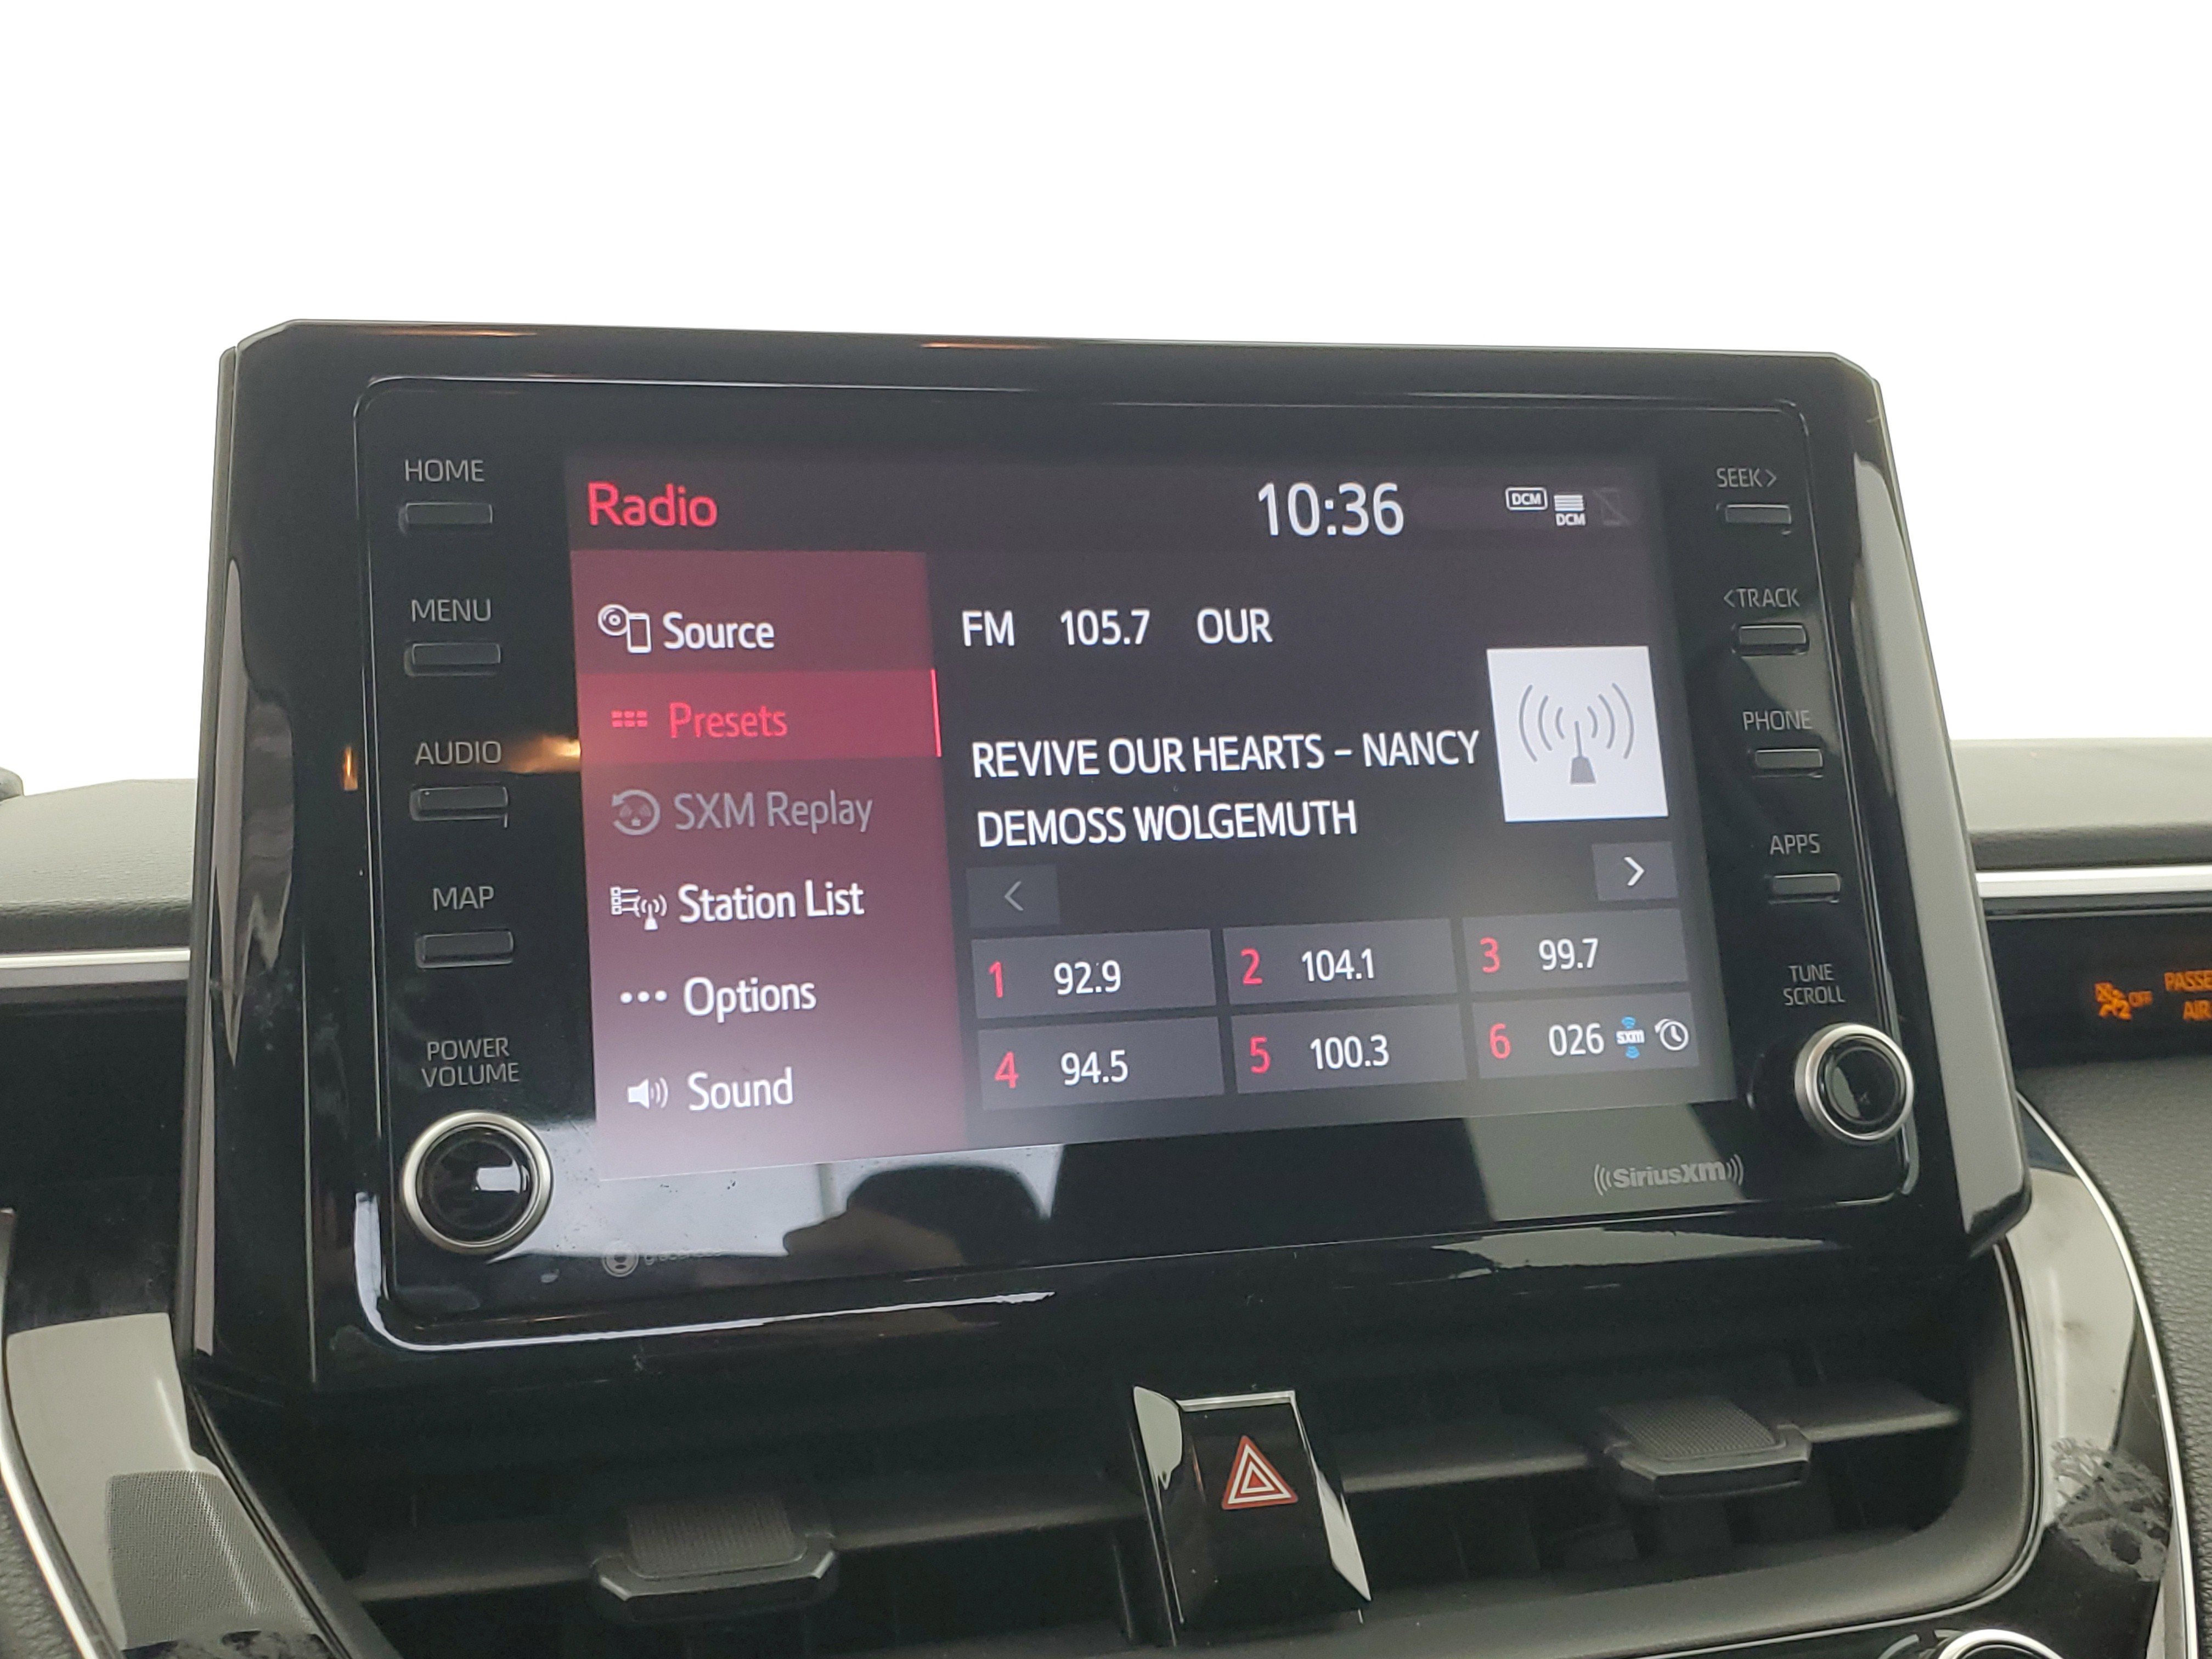 HOME
MENU
AUDIO
MAP
POWER
VOLUME
Radio
10:36
DCM
DCM
Source
Presets
SXM Replay
Station List
Options
Sound
FM 105.7 OUR
REVIVE OUR HEARTS – NANCY
DEMOSS WOLGEMUTH
<
>
1 92.9
2 104.1
3 99.7
4 94.5
5 100.3
6 026 sxm
SEEK>
<TRACK
PHONE
APPS
TUNE
SCROLL
SiriusXM
OFF